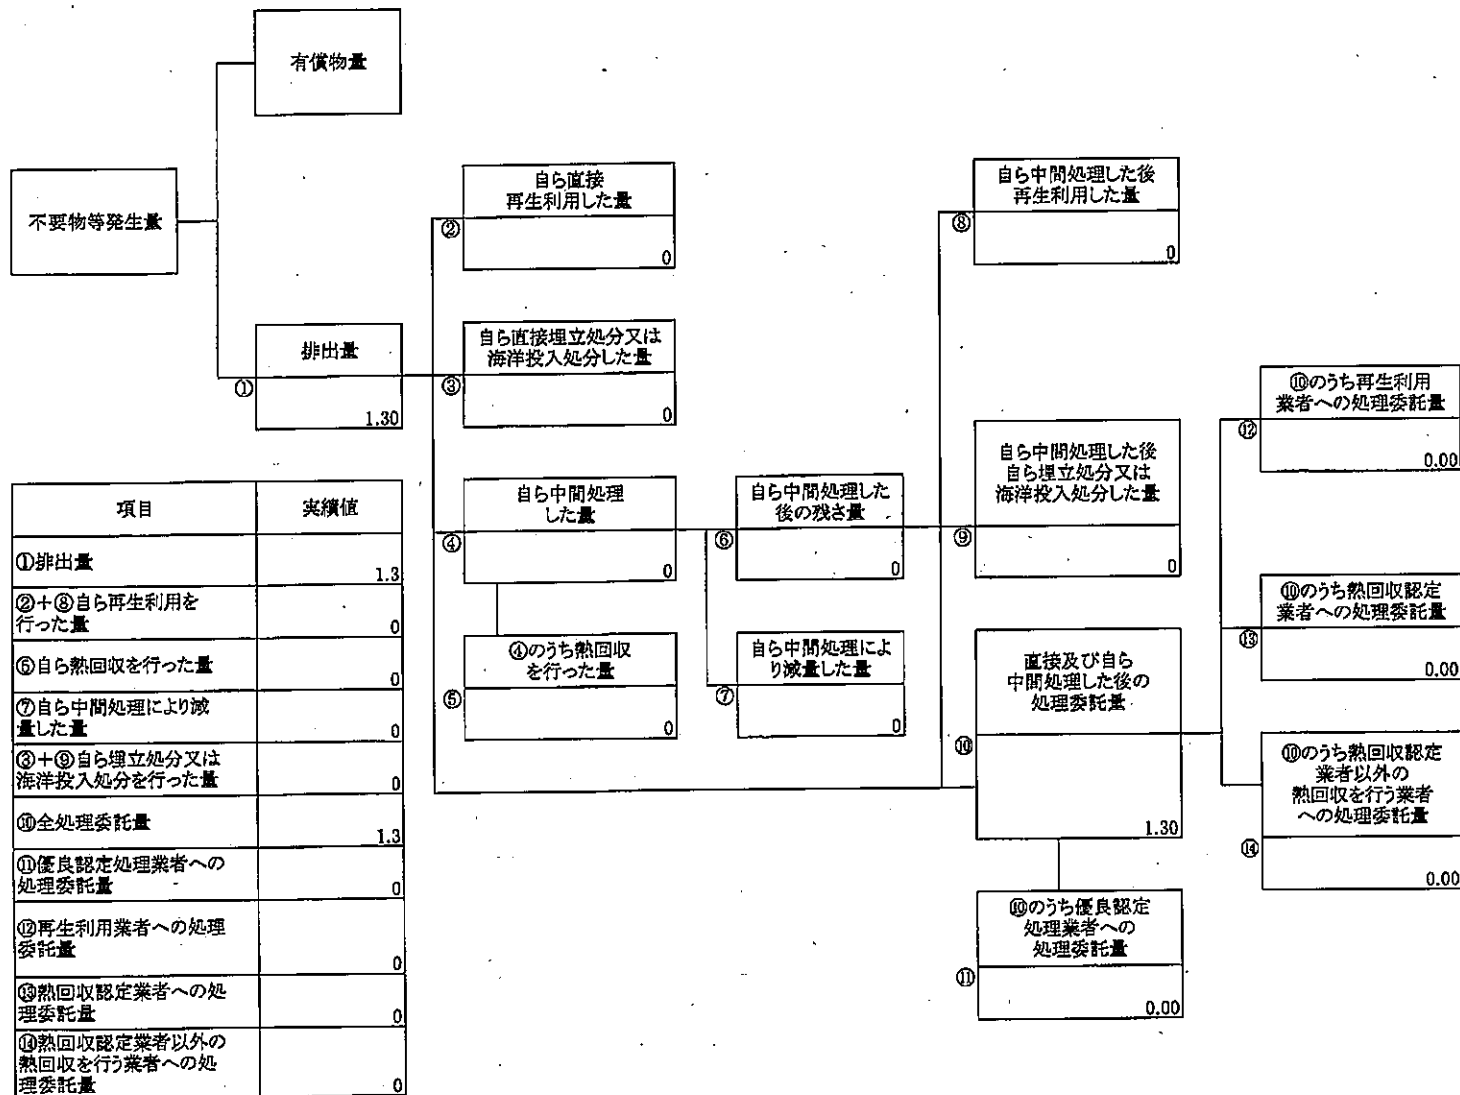 有償物量
不要物等発生量
①
排出量
1.30
②
自ら直接
再生利用した量
0
③
自ら直接埋立処分又は
海洋投入処分した量
0
④
自ら中間処理
した量
0
⑤
④のうち熱回収
を行った量
0
⑥
自ら中間処理した
後の残さ量
0
⑦
自ら中間処理によ
り減量した量
0
⑧
自ら中間処理した後
再生利用した量
0
⑨
自ら中間処理した後
自ら埋立処分又は
海洋投入処分した量
0
⑩
直接及び自ら
中間処理した後の
処理委託量
1.30
⑪
⑩のうち優良認定
処理業者への
処理委託量
0.00
⑫
⑩のうち再生利用
業者への処理委託量
0.00
⑬
⑩のうち熱回収認定
業者への処理委託量
0.00
⑭
⑩のうち熱回収認定
業者以外の
熱回収を行う業者
への処理委託量
0.00
項目 実績値
①排出量 1.3
②+⑧自ら再生利用を
行った量 0
⑤自ら熱回収を行った量 0
⑦自ら中間処理により減
量した量 0
③+⑨自ら埋立処分又は
海洋投入処分を行った量 0
⑩全処理委託量 1.3
⑪優良認定処理業者への
処理委託量 0
⑫再生利用業者への処理
委託量 0
⑬熱回収認定業者への処
理委託量 0
⑭熱回収認定業者以外の
熱回収を行う業者への処
理委託量 0